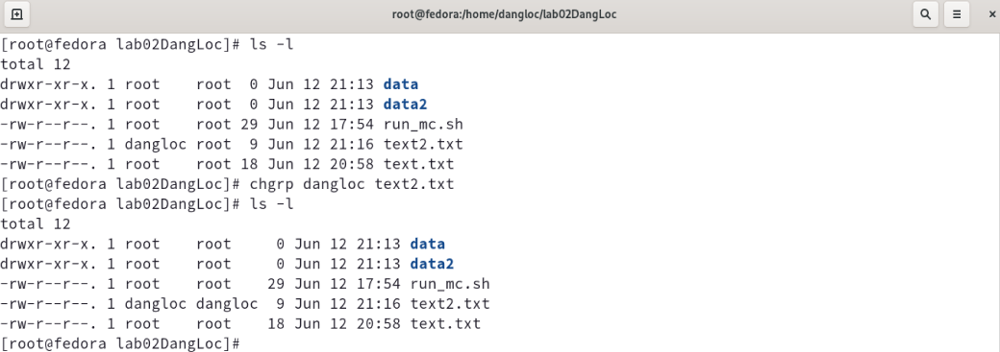 root@fedora:/home/dangloc/lab02DangLoc
[root@fedora lab02DangLoc]# ls -l
total 12
drwxr-xr-x. 1 root    root  0 Jun 12 21:13 data
drwxr-xr-x. 1 root    root  0 Jun 12 21:13 data2
-rw-r--r--. 1 root    root 29 Jun 12 17:54 run_mc.sh
-rw-r--r--. 1 dangloc root  9 Jun 12 21:16 text2.txt
-rw-r--r--. 1 root    root 18 Jun 12 20:58 text.txt
[root@fedora lab02DangLoc]# chgrp dangloc text2.txt
[root@fedora lab02DangLoc]# ls -l
total 12
drwxr-xr-x. 1 root    root     0 Jun 12 21:13 data
drwxr-xr-x. 1 root    root     0 Jun 12 21:13 data2
-rw-r--r--. 1 root    root    29 Jun 12 17:54 run_mc.sh
-rw-r--r--. 1 dangloc dangloc  9 Jun 12 21:16 text2.txt
-rw-r--r--. 1 root    root    18 Jun 12 20:58 text.txt
[root@fedora lab02DangLoc]#